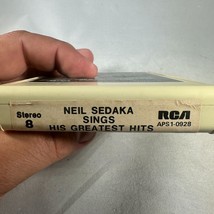 Stereo
8
NEIL SEDAKA
SINGS
HIS GREATEST HITS
RCA
APS1-0928